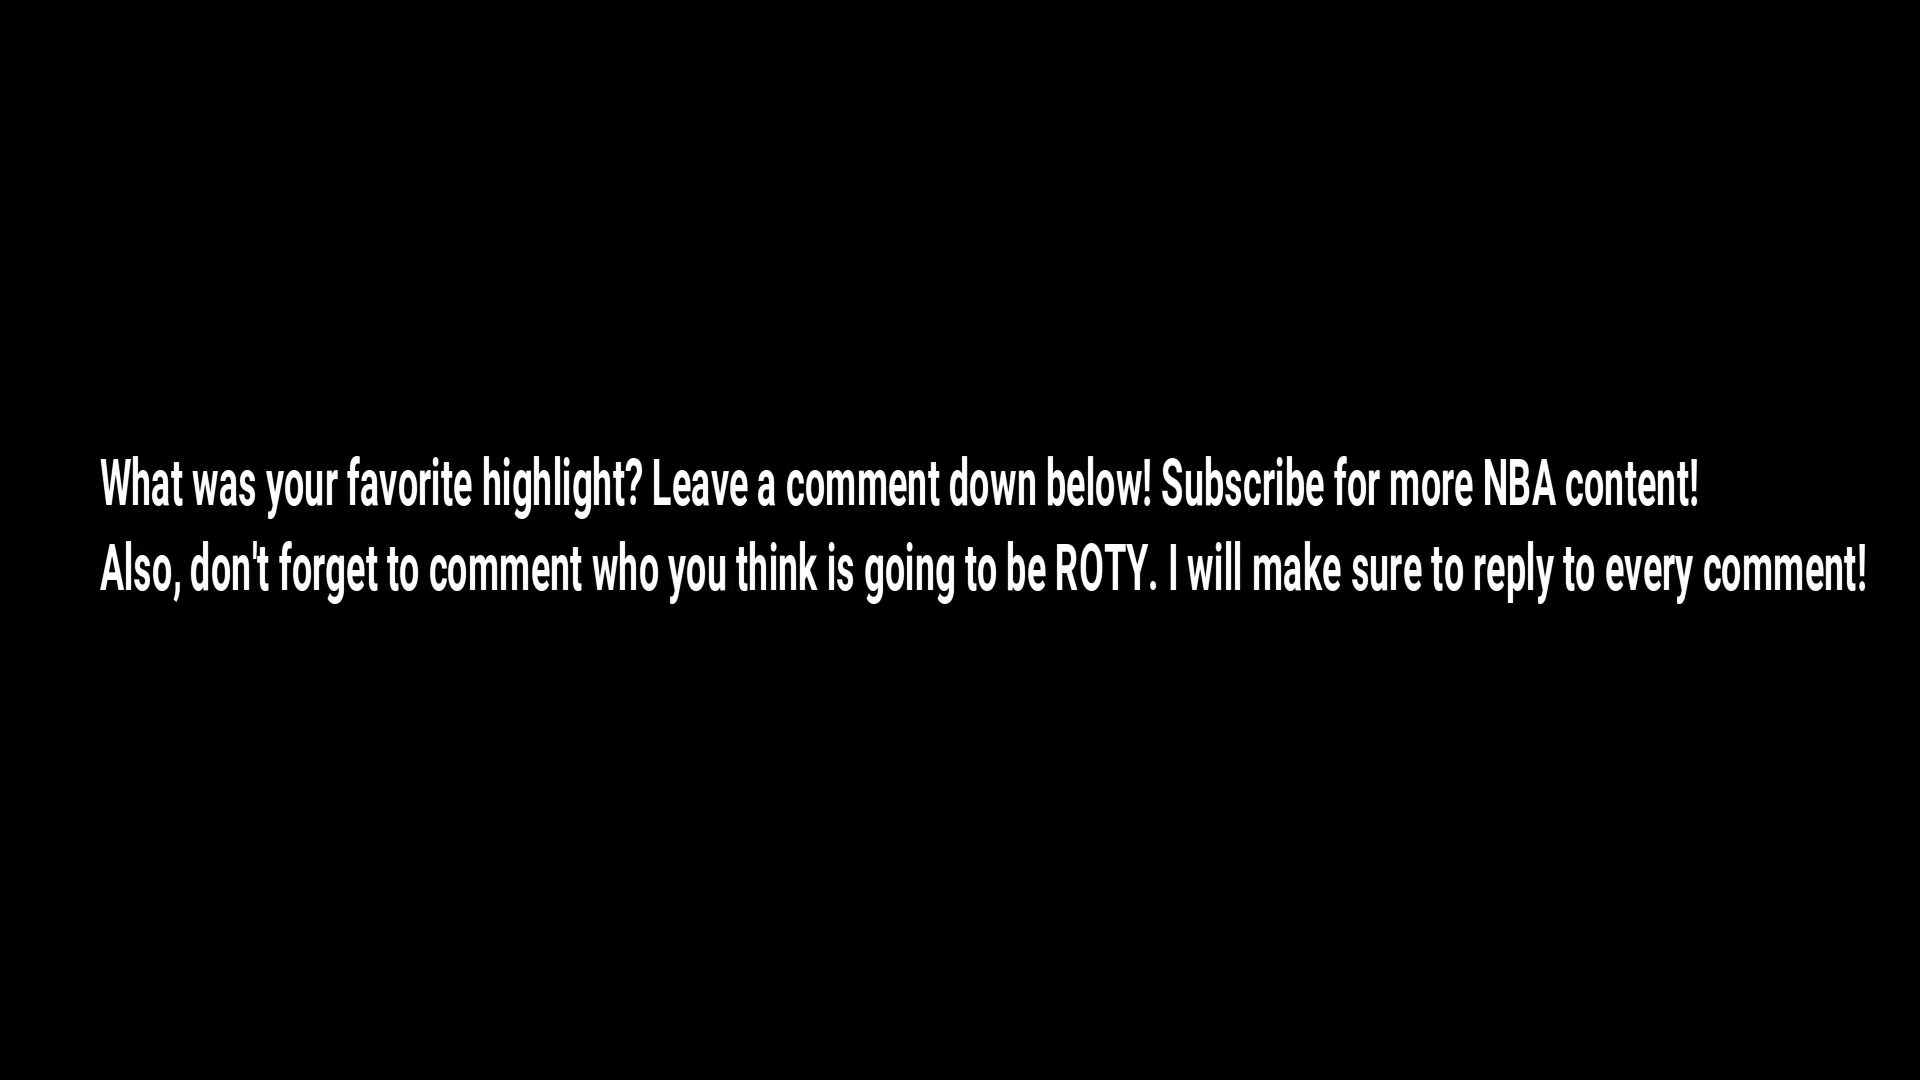 What was your favorite highlight? Leave a comment down below! Subscribe for more NBA content!
Also, don't forget to comment who you think is going to be ROTY. I will make sure to reply to every comment!